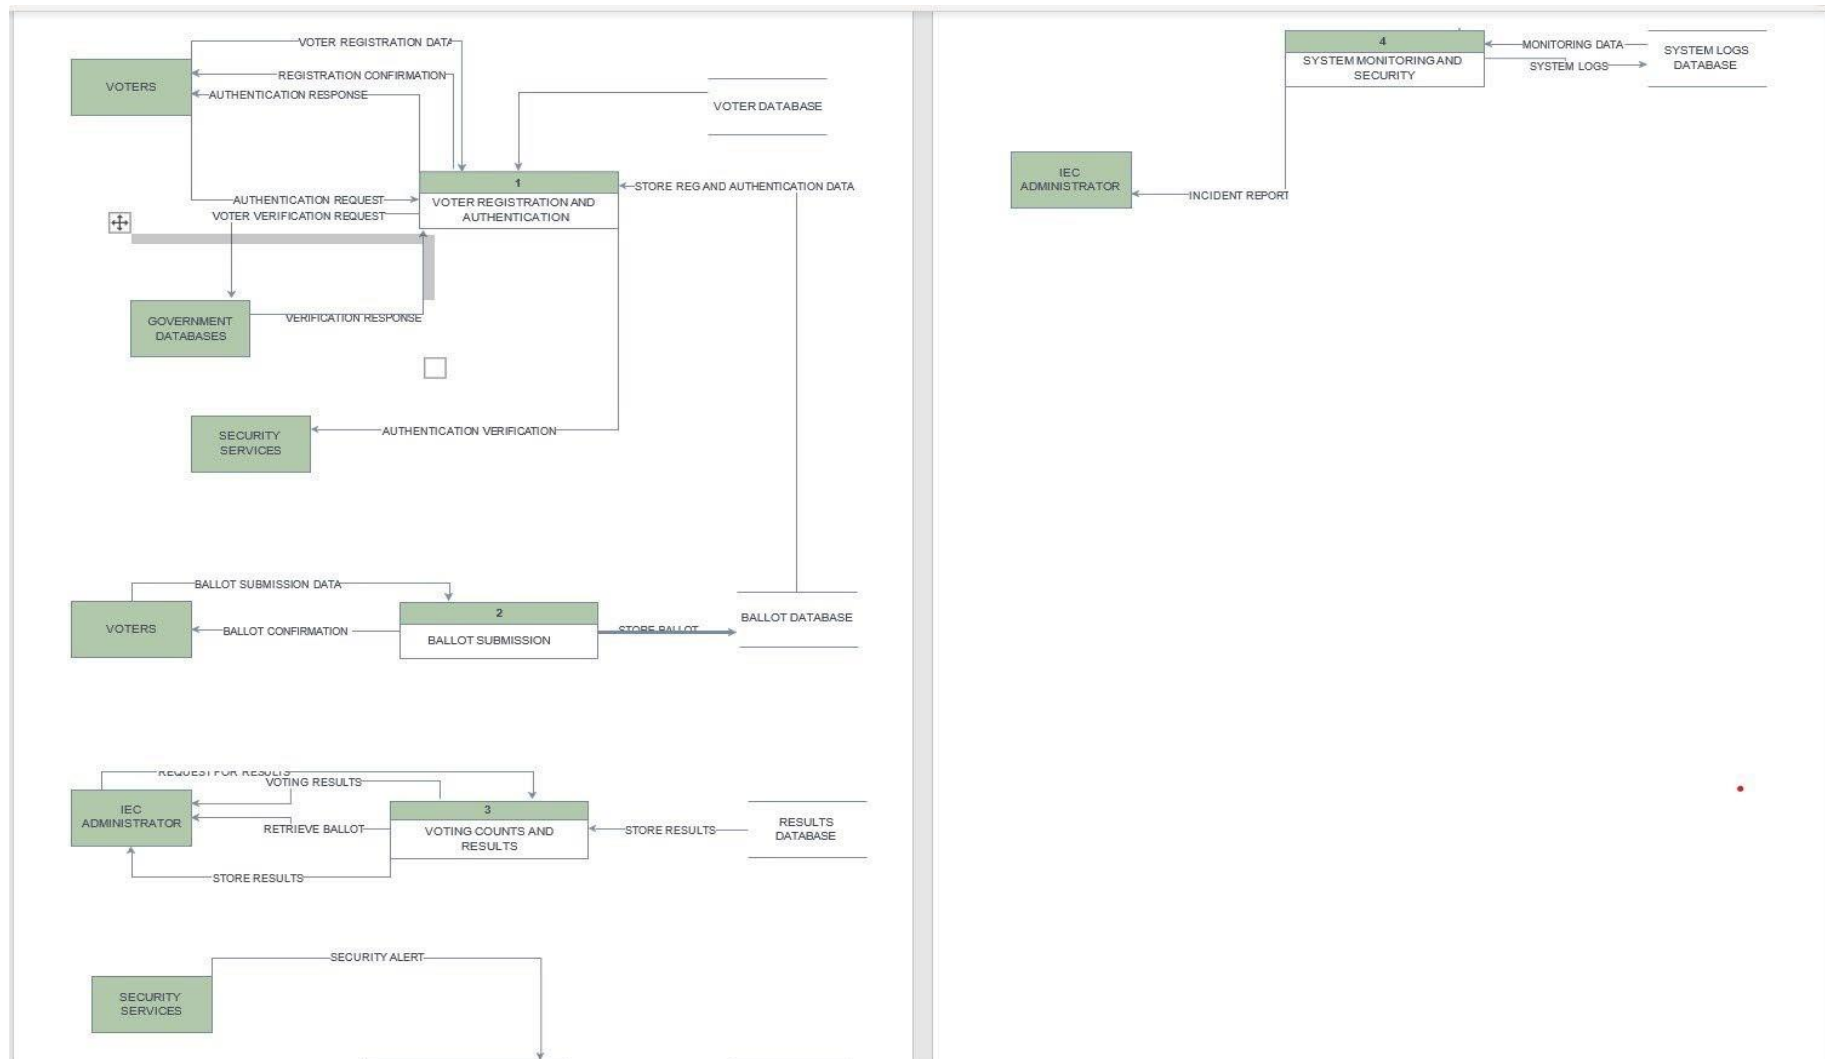 VOTER REGISTRATION DATA
REGISTRATION CONFIRMATION
VOTERS
AUTHENTICATION RESPONSE
VOTER DATABASE
1
STORE REG AND AUTHENTICATION DATA
AUTHENTICATION REQUEST
VOTER REGISTRATION AND
AUTHENTICATION
VOTER VERIFICATION REQUEST
GOVERNMENT
DATABASES
VERIFICATION RESPONSE
SECURITY
SERVICES
AUTHENTICATION VERIFICATION
BALLOT SUBMISSION DATA
2
VOTERS
BALLOT CONFIRMATION
BALLOT SUBMISSION
STORE BALLOT
BALLOT DATABASE
REQUEST FOR RESULTS
VOTING RESULTS
IEC
ADMINISTRATOR
3
RETRIEVE BALLOT
VOTING COUNTS AND
RESULTS
STORE RESULTS
RESULTS
DATABASE
STORE RESULTS
SECURITY ALERT
SECURITY
SERVICES
4
SYSTEM MONITORING AND
SECURITY
MONITORING DATA
SYSTEM LOGS
SYSTEM LOGS
DATABASE
IEC
ADMINISTRATOR
INCIDENT REPORT